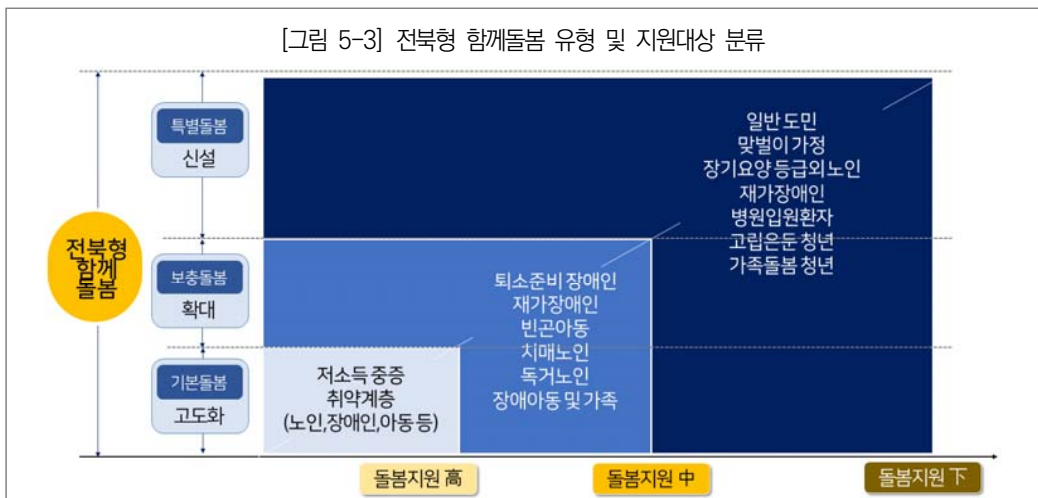 [그림 5-3] 전북형 함께돌봄 유형 및 지원대상 분류
전북형
함께
돌봄
특별돌봄
신설
보충돌봄
확대
기본돌봄
고도화
저소득 중증
취약계층
(노인,장애인,아동 등)
퇴소준비 장애인
재가장애인
빈곤아동
치매노인
독거노인
장애아동 및 가족
일반 도민
맞벌이 가정
장기요양 등급외 노인
재가장애인
병원입원환자
고립은둔 청년
가족돌봄 청년
돌봄지원 高
돌봄지원 中
돌봄지원 下